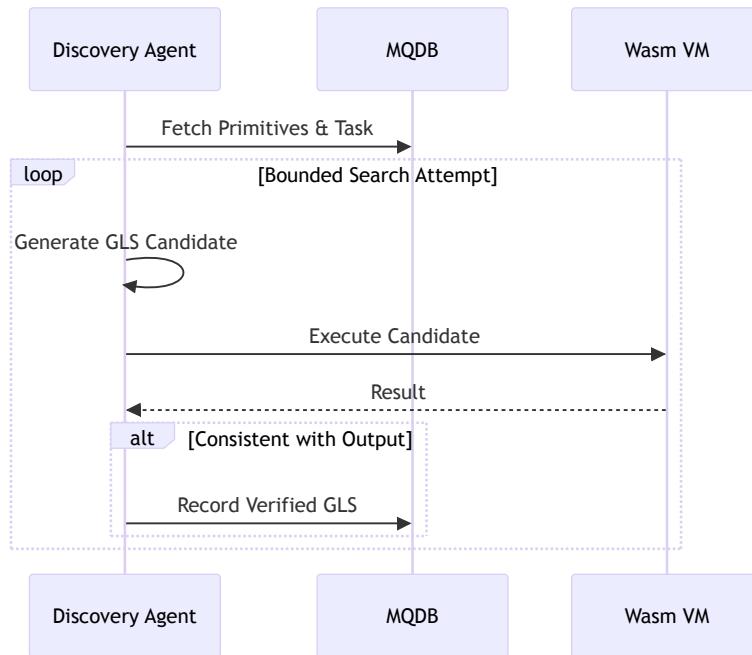 Discovery Agent
MQDB
Wasm VM
Fetch Primitives & Task
loop
[Bounded Search Attempt]
Generate GLS Candidate
Execute Candidate
Result
alt
[Consistent with Output]
Record Verified GLS
Discovery Agent
MQDB
Wasm VM